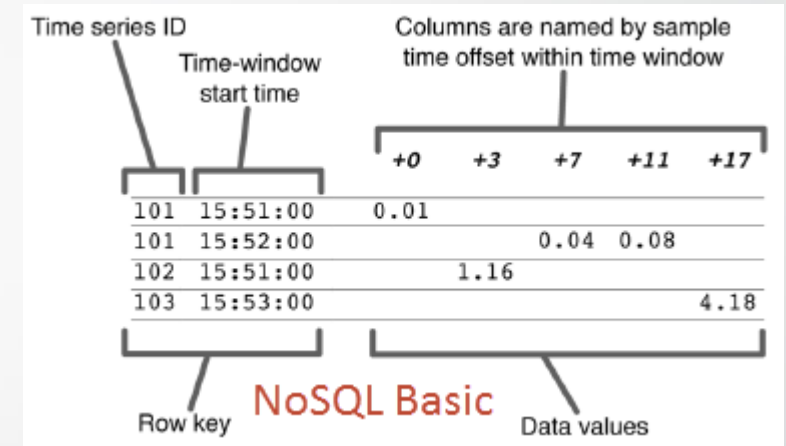 Time series ID
Time-window
start time
Columns are named by sample
time offset within time window
+0 +3 +7 +11 +17
101 15:51:00 0.01
101 15:52:00 0.04 0.08
102 15:51:00 1.16
103 15:53:00 4.18
Row key
NoSQL Basic
Data values